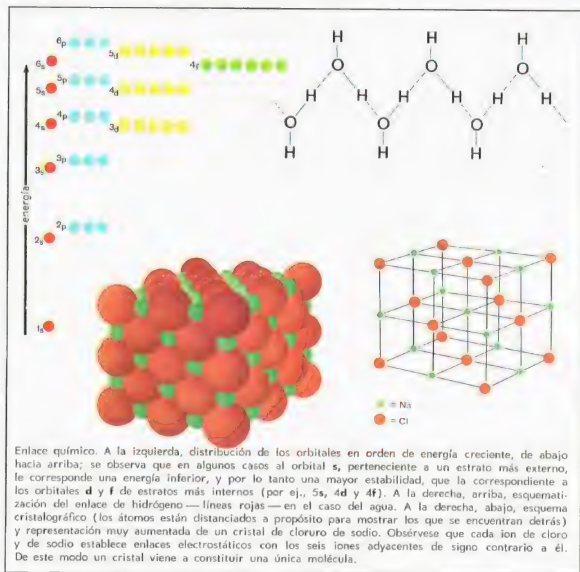 6p
6s
5d
4f
5p
5s
4d
4p
4s
3d
3p
3s
energía
2p
2s
1s
H H
O O
H H H H H
O O O
H H H
= Na
= Cl
Enlace químico. A la izquierda, distribución de los orbitales en orden de energía creciente, de abajo
hacia arriba; se observa que en algunos casos al orbital s, perteneciente a un estrato más externo,
le corresponde una energía inferior, y por lo tanto una mayor estabilidad, que la correspondiente a
los orbitales d y f de estratos más internos (por ej., 5s, 4d y 4f). A la derecha, arriba, esquemati-
zación del enlace de hidrógeno — líneas rojas — en el caso del agua. A la derecha, abajo, esquema
cristalográfico (los átomos están distanciados a propósito para mostrar los que se encuentran detrás)
y representación muy aumentada de un cristal de cloruro de sodio. Obsérvese que cada ion de cloro
y de sodio establece enlaces electrostáticos con los seis iones adyacentes de signo contrario a él.
De este modo un cristal viene a constituir una única molécula.